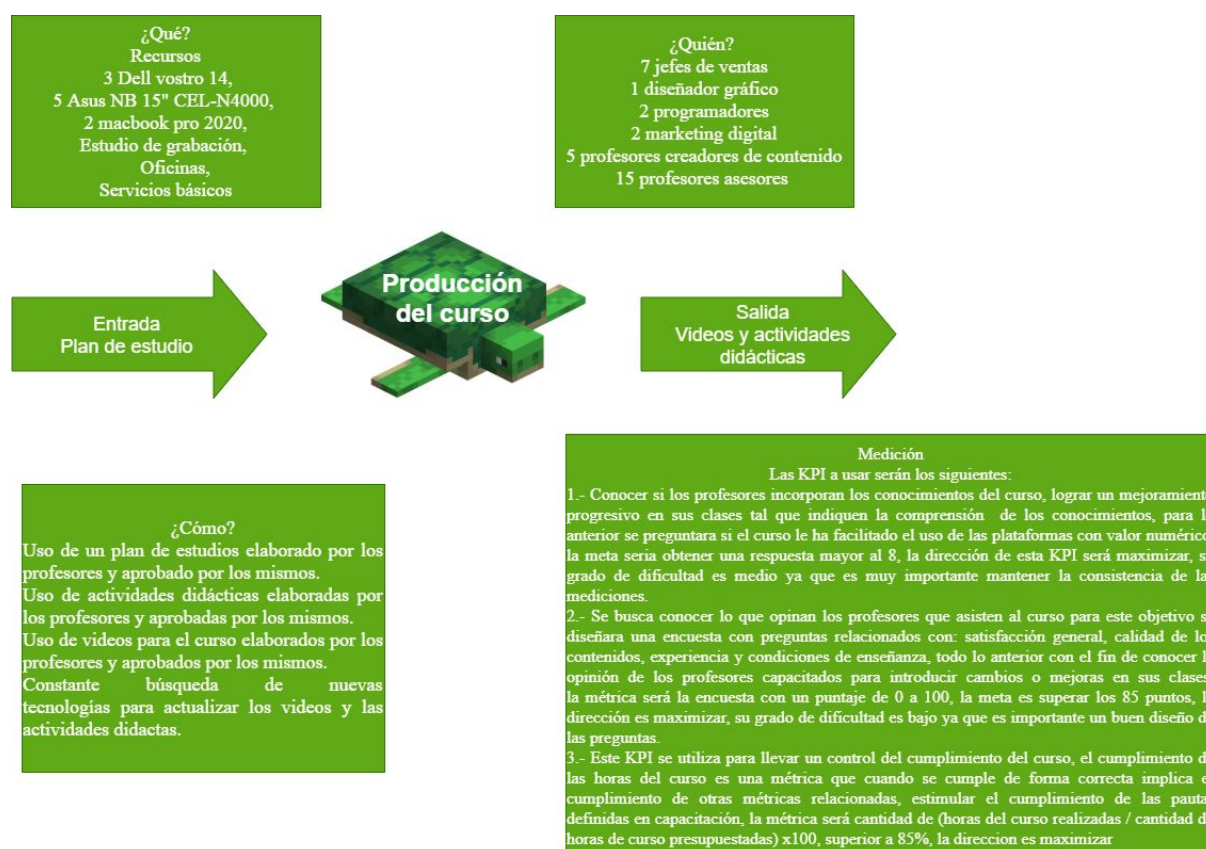 ¿Qué?
Recursos
3 Dell vostro 14,
5 Asus NB 15" CEL-N4000,
2 macbook pro 2020,
Estudio de grabación,
Oficinas,
Servicios básicos
¿Quién?
7 jefes de ventas
1 diseñador gráfico
2 programadores
2 marketing digital
5 profesores creadores de contenido
15 profesores asesores
Entrada
Plan de estudio
Producción
del curso
Salida
Videos y actividades
didácticas
¿Cómo?
Uso de un plan de estudios elaborado por los
profesores y aprobado por los mismos.
Uso de actividades didácticas elaboradas por
los profesores y aprobadas por los mismos.
Uso de videos para el curso elaborados por los
profesores y aprobados por los mismos.
Constante búsqueda de nuevas
tecnologías para actualizar los videos y las
actividades didactas.
Medición
Las KPI a usar serán los siguientes:
1.- Conocer si los profesores incorporan los conocimientos del curso, lograr un mejoramient
progresivo en sus clases tal que indiquen la comprensión de los conocimientos, para l
anterior se preguntara si el curso le ha facilitado el uso de las plataformas con valor numérico
la meta seria obtener una respuesta mayor al 8, la dirección de esta KPI será maximizar, s
grado de dificultad es medio ya que es muy importante mantener la consistencia de la
mediciones.
2.- Se busca conocer lo que opinan los profesores que asisten al curso para este objetivo s
diseñara una encuesta con preguntas relacionados con: satisfacción general, calidad de lo
contenidos, experiencia y condiciones de enseñanza, todo lo anterior con el fin de conocer l
opinión de los profesores capacitados para introducir cambios o mejoras en sus clases
la métrica será la encuesta con un puntaje de 0 a 100, la meta es superar los 85 puntos, l
dirección es maximizar, su grado de dificultad es bajo ya que es importante un buen diseño d
las preguntas.
3.- Este KPI se utiliza para llevar un control del cumplimiento del curso, el cumplimiento d
las horas del curso es una métrica que cuando se cumple de forma correcta implica e
cumplimiento de otras métricas relacionadas, estimular el cumplimiento de las pauta
definidas en capacitación, la métrica será cantidad de (horas del curso realizadas / cantidad d
horas de curso presupuestadas) x100, superior a 85%, la direccion es maximizar